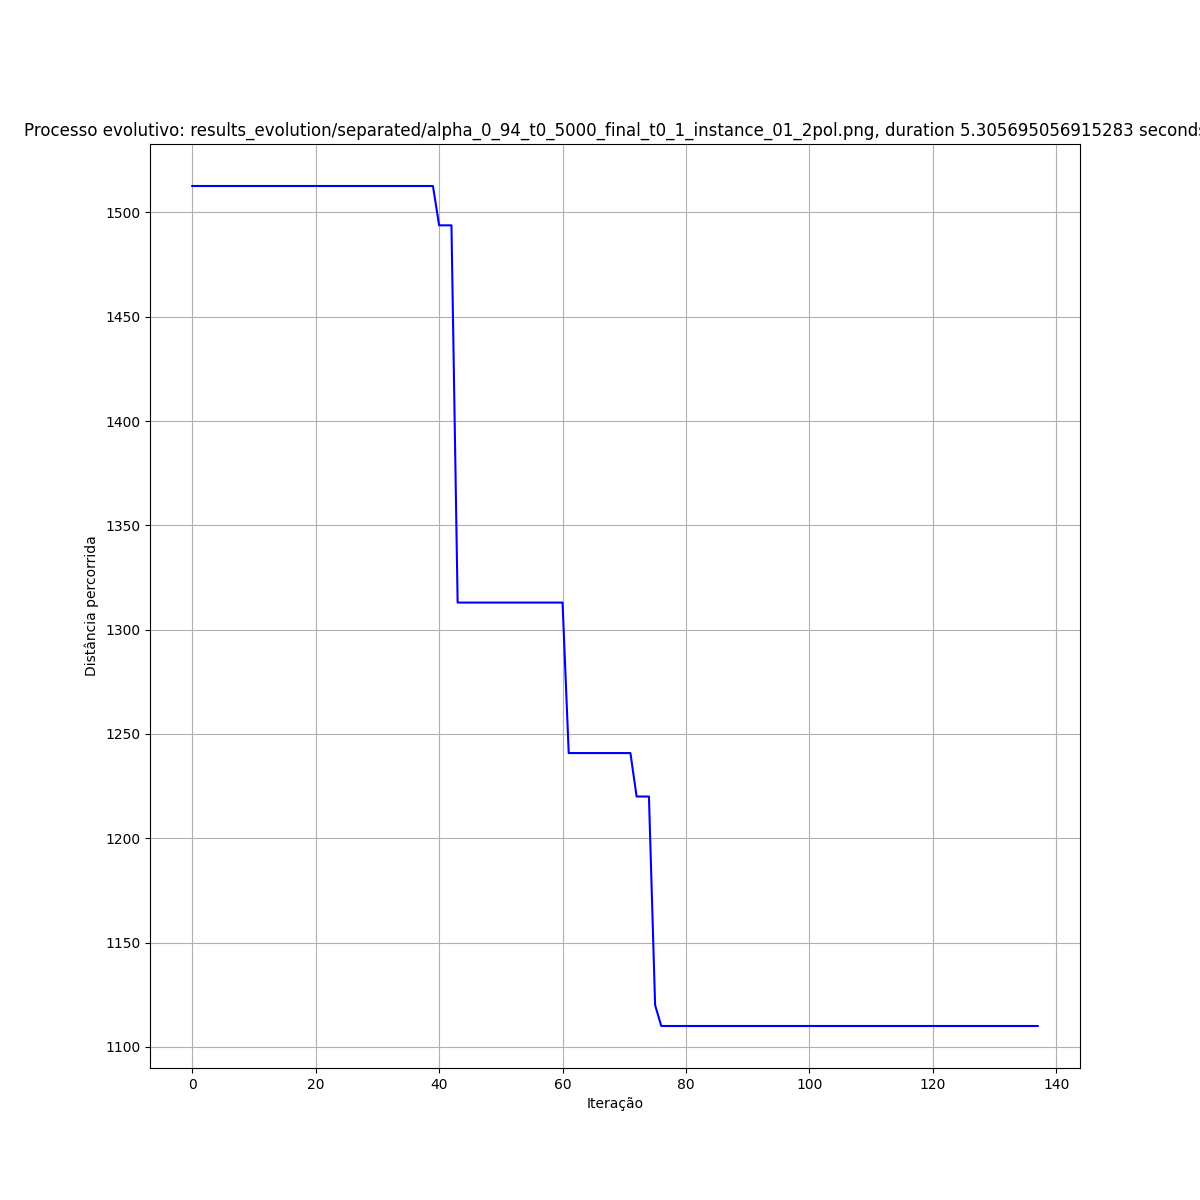 Processo evolutivo: results_evolution/separated/alpha_0_94_t0_5000_final_t0_1_instance_01_2pol.png, duration 5.305695056915283 seconds
1500
1450
1400
1350
1300
1250
1200
1150
1100
Distância percorrida
0 20 40 60 80 100 120 140
Iteração